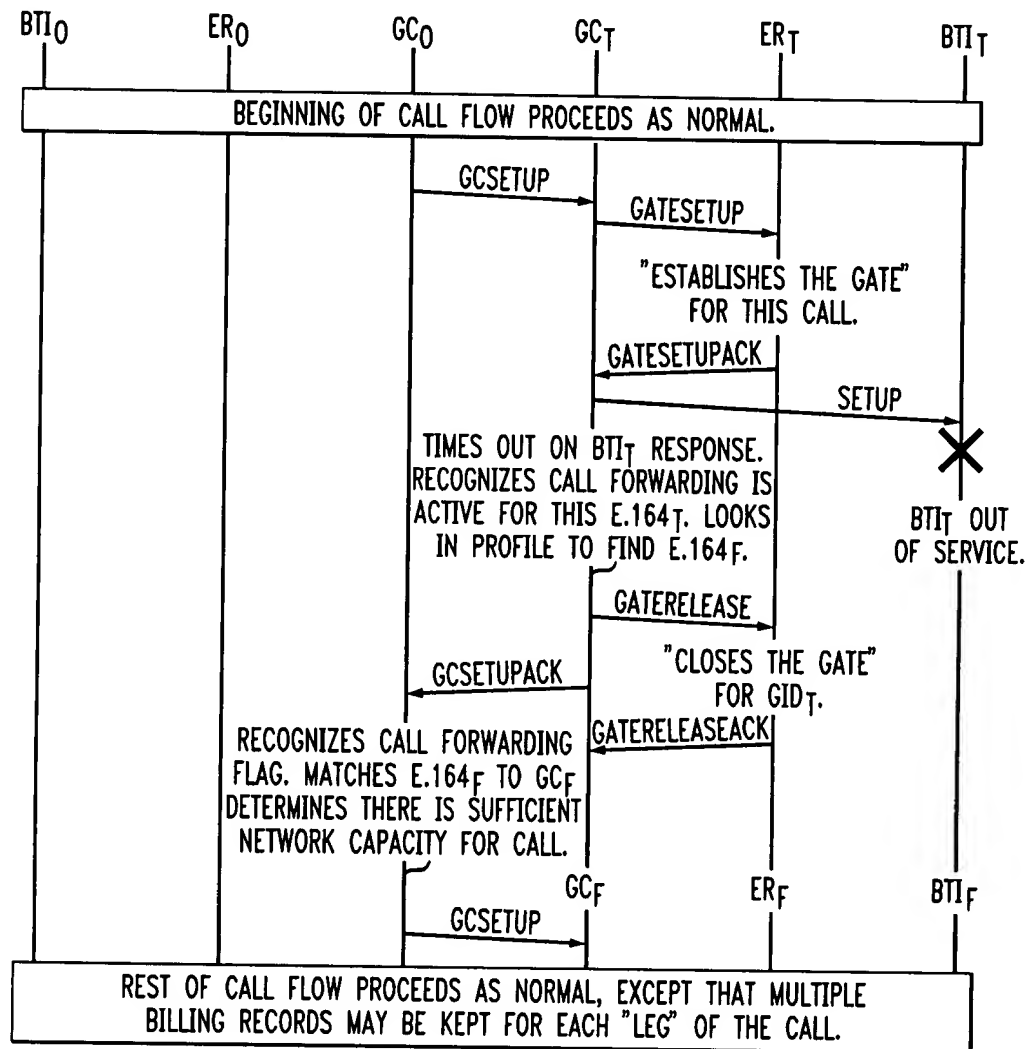 BTIO ERO GCO GCT ERT BTIT
BEGINNING OF CALL FLOW PROCEEDS AS NORMAL.
GCSETUP
GATESETUP
"ESTABLISHES THE GATE"
FOR THIS CALL.
GATESETUPACK
SETUP
TIMES OUT ON BTIT RESPONSE.
RECOGNIZES CALL FORWARDING IS
ACTIVE FOR THIS E.164T. LOOKS
IN PROFILE TO FIND E.164F.
BTIT OUT
OF SERVICE.
GATERELEASE
"CLOSES THE GATE"
FOR GIDT.
GCSETUPACK
GATERELEASEACK
RECOGNIZES CALL FORWARDING
FLAG. MATCHES E.164F TO GCF
DETERMINES THERE IS SUFFICIENT
NETWORK CAPACITY FOR CALL.
GCF ERF BTIF
GCSETUP
REST OF CALL FLOW PROCEEDS AS NORMAL, EXCEPT THAT MULTIPLE
BILLING RECORDS MAY BE KEPT FOR EACH "LEG" OF THE CALL.